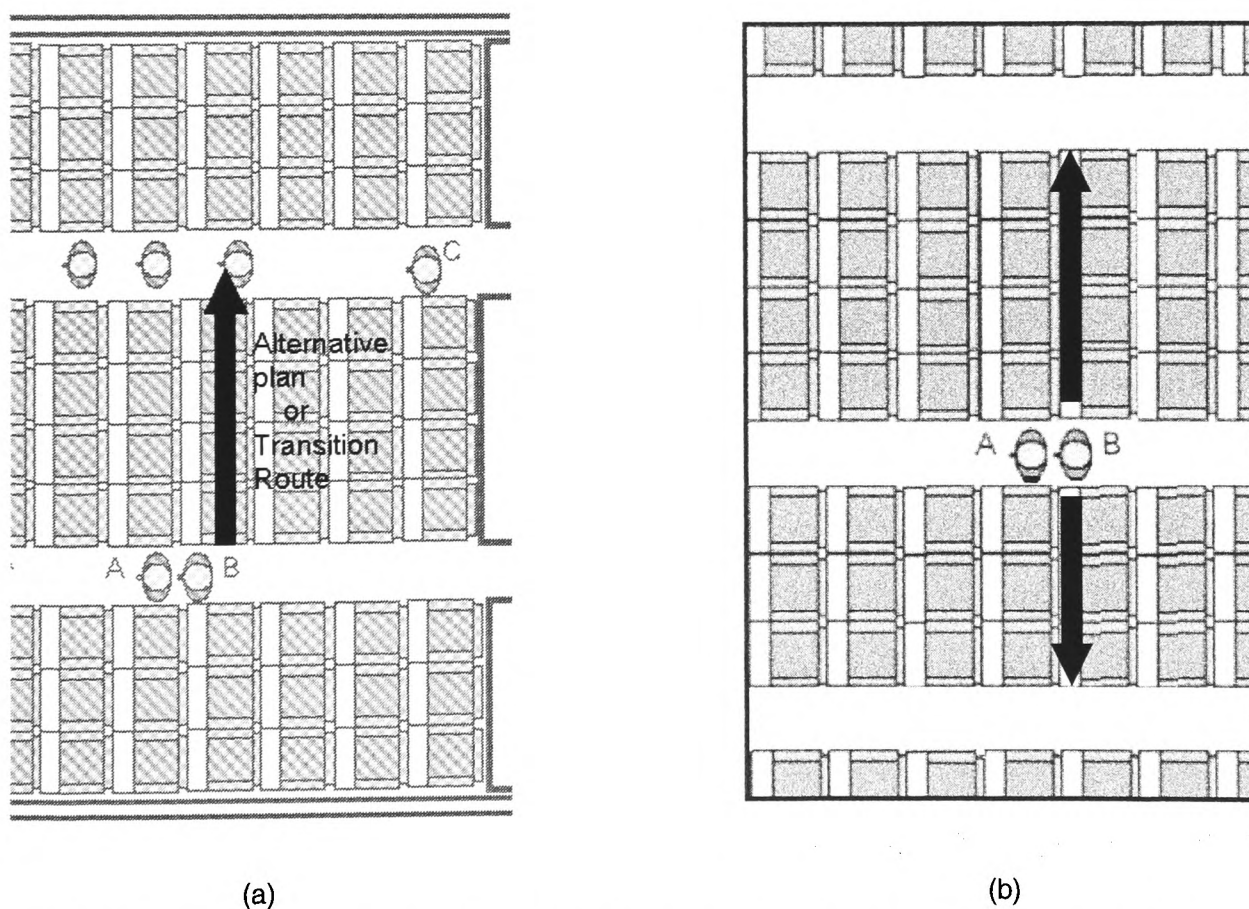 C
Alternative
plan
or
Transition
Route
A B
A B
(a)
(b)